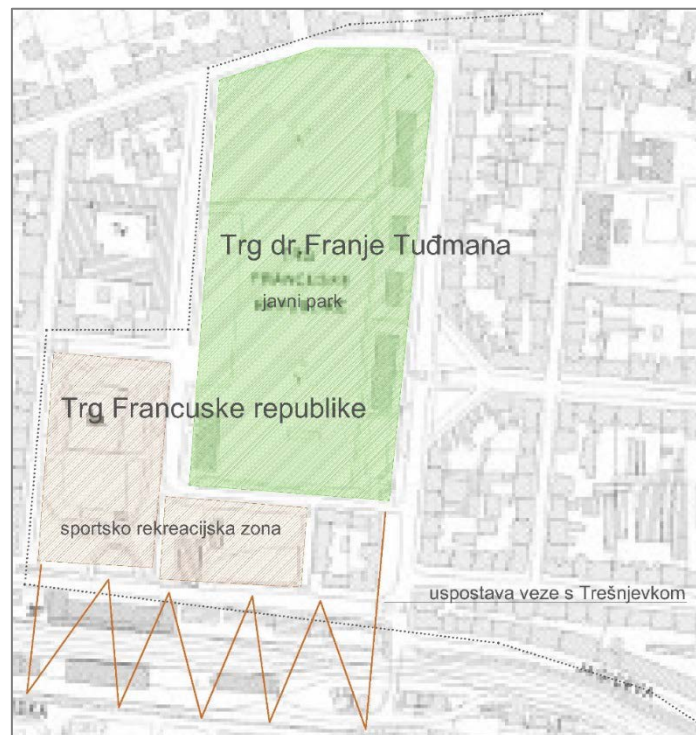 Trg dr.Franje Tuđmana
javni park
Trg Francuske republike
sportsko rekreacijska zona
uspostava veze s Trešnjevkom